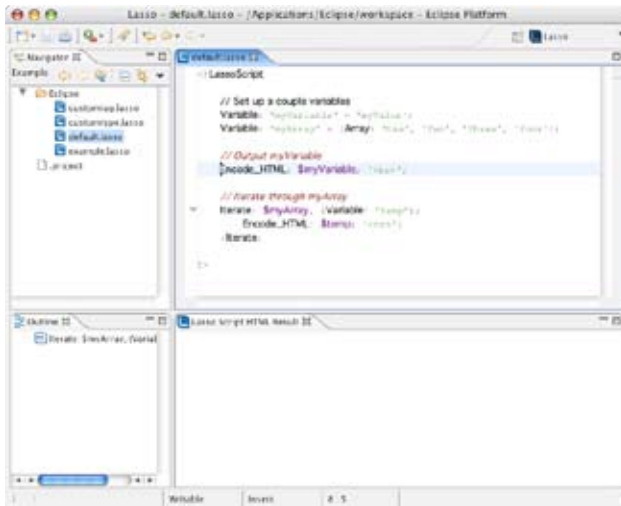 Lasso - default.lasso - /Applications/Eclipse/workspace - Eclipse Platform
Lasso
Navigator
default.lasso
Example
<?LassoScript
Eclipse
customtag.lasso
customtype.lasso
default.lasso
example.lasso
.project
// Set up a couple variables
Variable: 'myVariable' = 'myValue';
Variable: 'myArray' = (Array: 'One', 'Two', 'Three', 'Four');
// Output myVariable
Encode_HTML: $myVariable, '<br>';
// Iterate through myArray
Iterate: $myArray, (Variable: 'temp');
Encode_HTML: $temp,
/Iterate;
?>
Outline
Lasso Script HTML Result
Iterate: $myArray, (Variabl
Writable
Insert
8 : 5